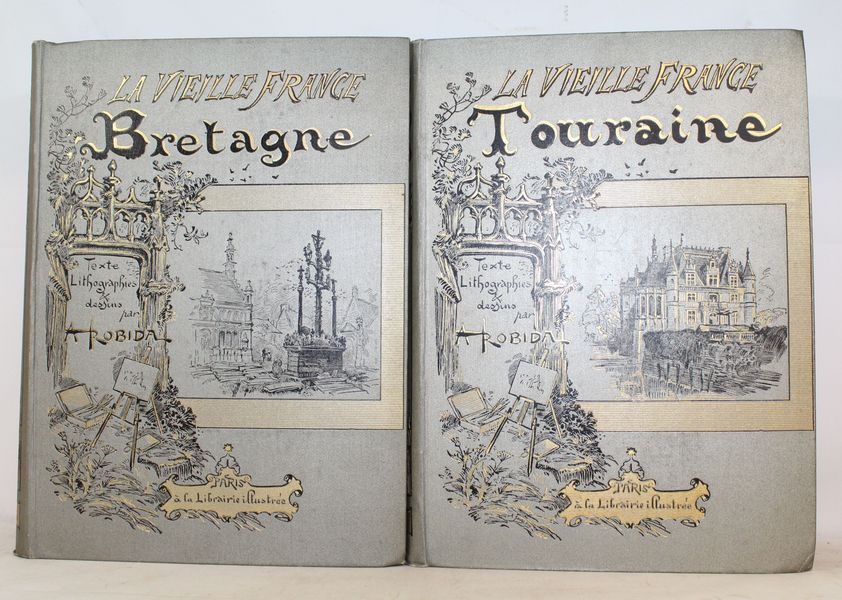 LA VIEILLE FRANCE
Bretagne
Texte
Lithographies
&
dessins
par
A ROBIDA
PARIS
à la Librairie illustrée
LA VIEILLE FRANCE
Touraine
Texte
Lithographies
&
dessins
par
A ROBIDA
PARIS
à la Librairie illustrée